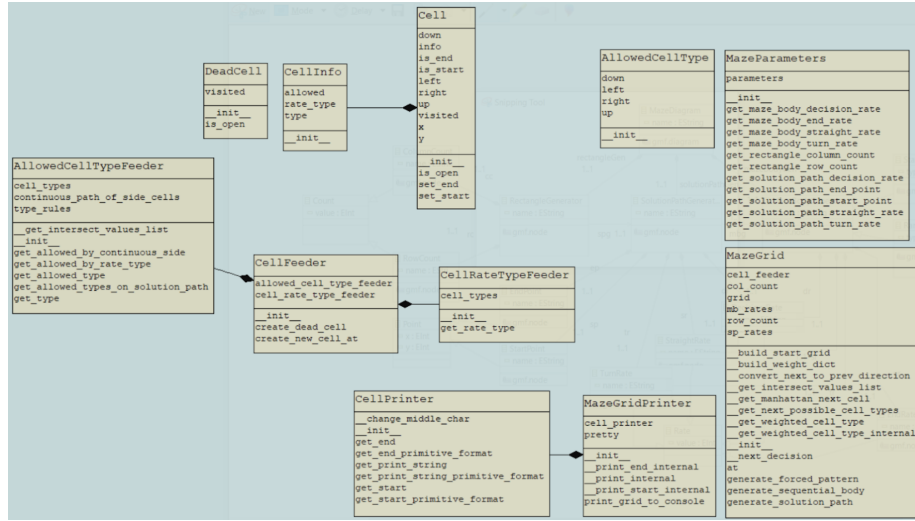 Cell
down
info
is_end
is_start
left
right
up
visited
x
y
__init__
is_open
set_end
set_start
DeadCell
visited
__init__
is_open
CellInfo
allowed
rate_type
type
__init__
AllowedCellType
down
left
right
up
__init__
MazeParameters
parameters
__init__
get_maze_body_decision_rate
get_maze_body_end_rate
get_maze_body_straight_rate
get_maze_body_turn_rate
get_rectangle_column_count
get_rectangle_row_count
get_solution_path_decision_rate
get_solution_path_end_point
get_solution_path_start_point
get_solution_path_straight_rate
get_solution_path_turn_rate
AllowedCellTypeFeeder
cell_types
continuous_path_of_side_cells
type_rules
__get_intersect_values_list
__init__
get_allowed_by_continuous_side
get_allowed_by_rate_type
get_allowed_type
get_allowed_types_on_solution_path
get_type
CellFeeder
allowed_cell_type_feeder
cell_rate_type_feeder
__init__
create_dead_cell
create_new_cell_at
CellRateTypeFeeder
cell_types
__init__
get_rate_type
MazeGrid
cell_feeder
col_count
grid
mb_rates
row_count
sp_rates
__build_start_grid
__build_weight_dict
__convert_next_to_prev_direction
__get_intersect_values_list
__get_manhattan_next_cell
__get_next_possible_cell_types
__get_weighted_cell_type
__get_weighted_cell_type_internal
__init__
__next_decision
at
generate_forced_pattern
generate_sequential_body
generate_solution_path
CellPrinter
__change_middle_char
__init__
get_end
get_end_primitive_format
get_print_string
get_print_string_primitive_format
get_start
get_start_primitive_format
MazeGridPrinter
cell_printer
pretty
__init__
__print_end_internal
__print_internal
__print_start_internal
print_grid_to_console